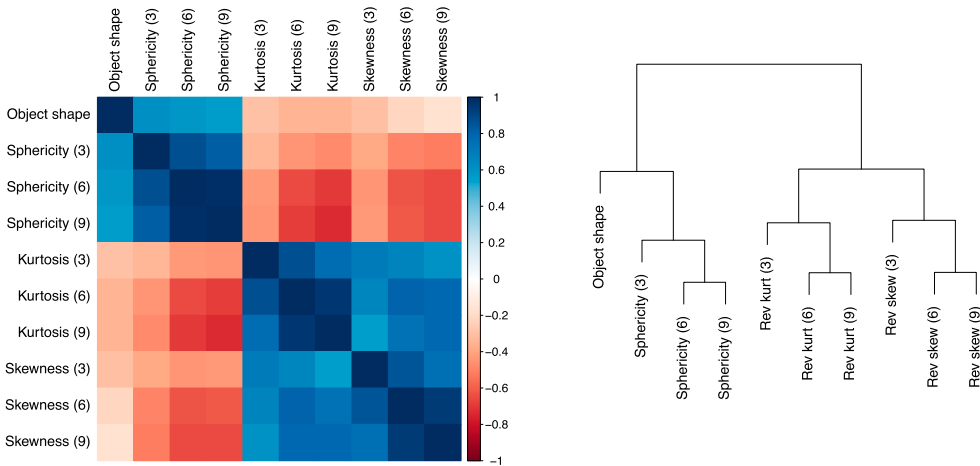 Object shape
Sphericity (3)
Sphericity (6)
Sphericity (9)
Kurtosis (3)
Kurtosis (6)
Kurtosis (9)
Skewness (3)
Skewness (6)
Skewness (9)
Object shape
Sphericity (3)
Sphericity (6)
Sphericity (9)
Kurtosis (3)
Kurtosis (6)
Kurtosis (9)
Skewness (3)
Skewness (6)
Skewness (9)
1
0.8
0.6
0.4
0.2
0
−0.2
−0.4
−0.6
−0.8
−1
Object shape
Sphericity (3)
Sphericity (6)
Sphericity (9)
Rev kurt (3)
Rev kurt (6)
Rev kurt (9)
Rev skew (3)
Rev skew (6)
Rev skew (9)